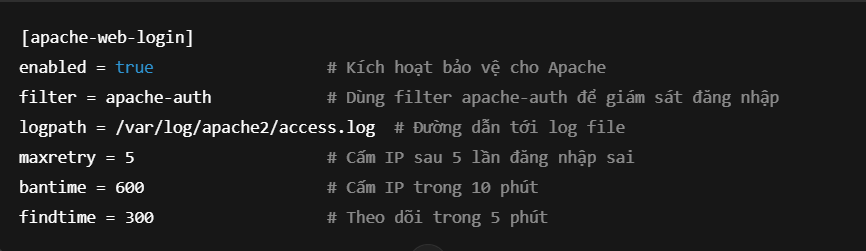 [apache-web-login]
enabled = true # Kích hoạt bảo vệ cho Apache
filter = apache-auth # Dùng filter apache-auth để giám sát đăng nhập
logpath = /var/log/apache2/access.log # Đường dẫn tới log file
maxretry = 5 # Cấm IP sau 5 lần đăng nhập sai
bantime = 600 # Cấm IP trong 10 phút
findtime = 300 # Theo dõi trong 5 phút